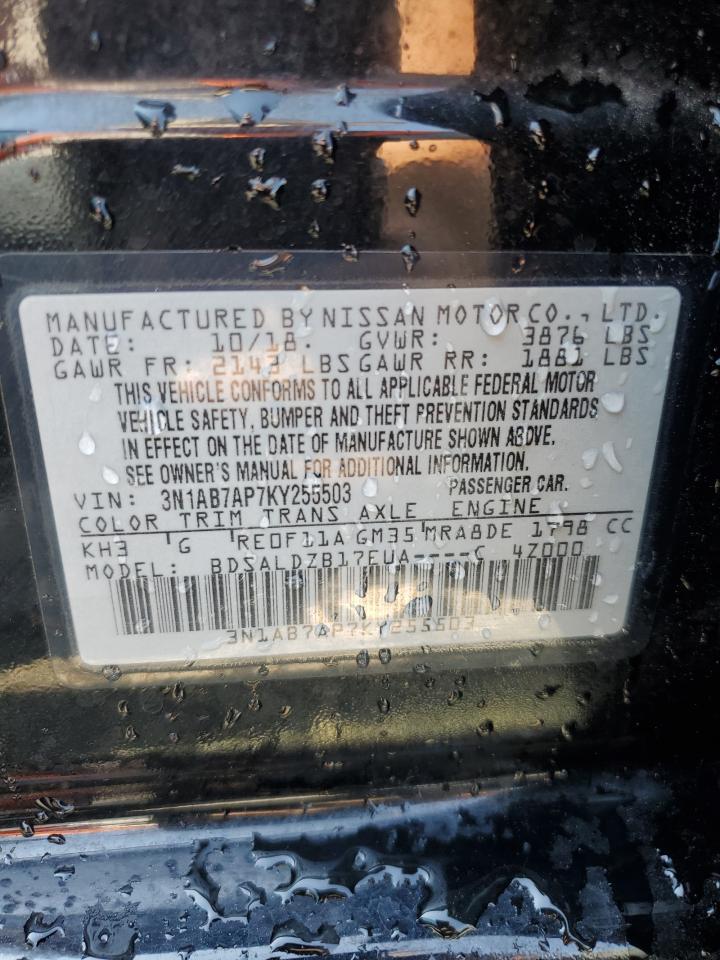 MANUFACTURED BY NISSAN MOTOR CO., LTD.
DATE: 10/18. GVWR: 3876 LBS
GAWR FR: 2143 LBS GAWR RR: 1881 LBS
THIS VEHICLE CONFORMS TO ALL APPLICABLE FEDERAL MOTOR
VEHICLE SAFETY, BUMPER AND THEFT PREVENTION STANDARDS
IN EFFECT ON THE DATE OF MANUFACTURE SHOWN ABOVE.
SEE OWNER'S MANUAL FOR ADDITIONAL INFORMATION.
VIN: 3N1AB7AP7KY255503 PASSENGER CAR.
COLOR TRIM TRANS AXLE ENGINE
KH3 G RE0F11A GM35 MRA8DE 1798 CC
MODEL: BDSALDZB17EUA----C 4Z000
3N1AB7AP7KY255503